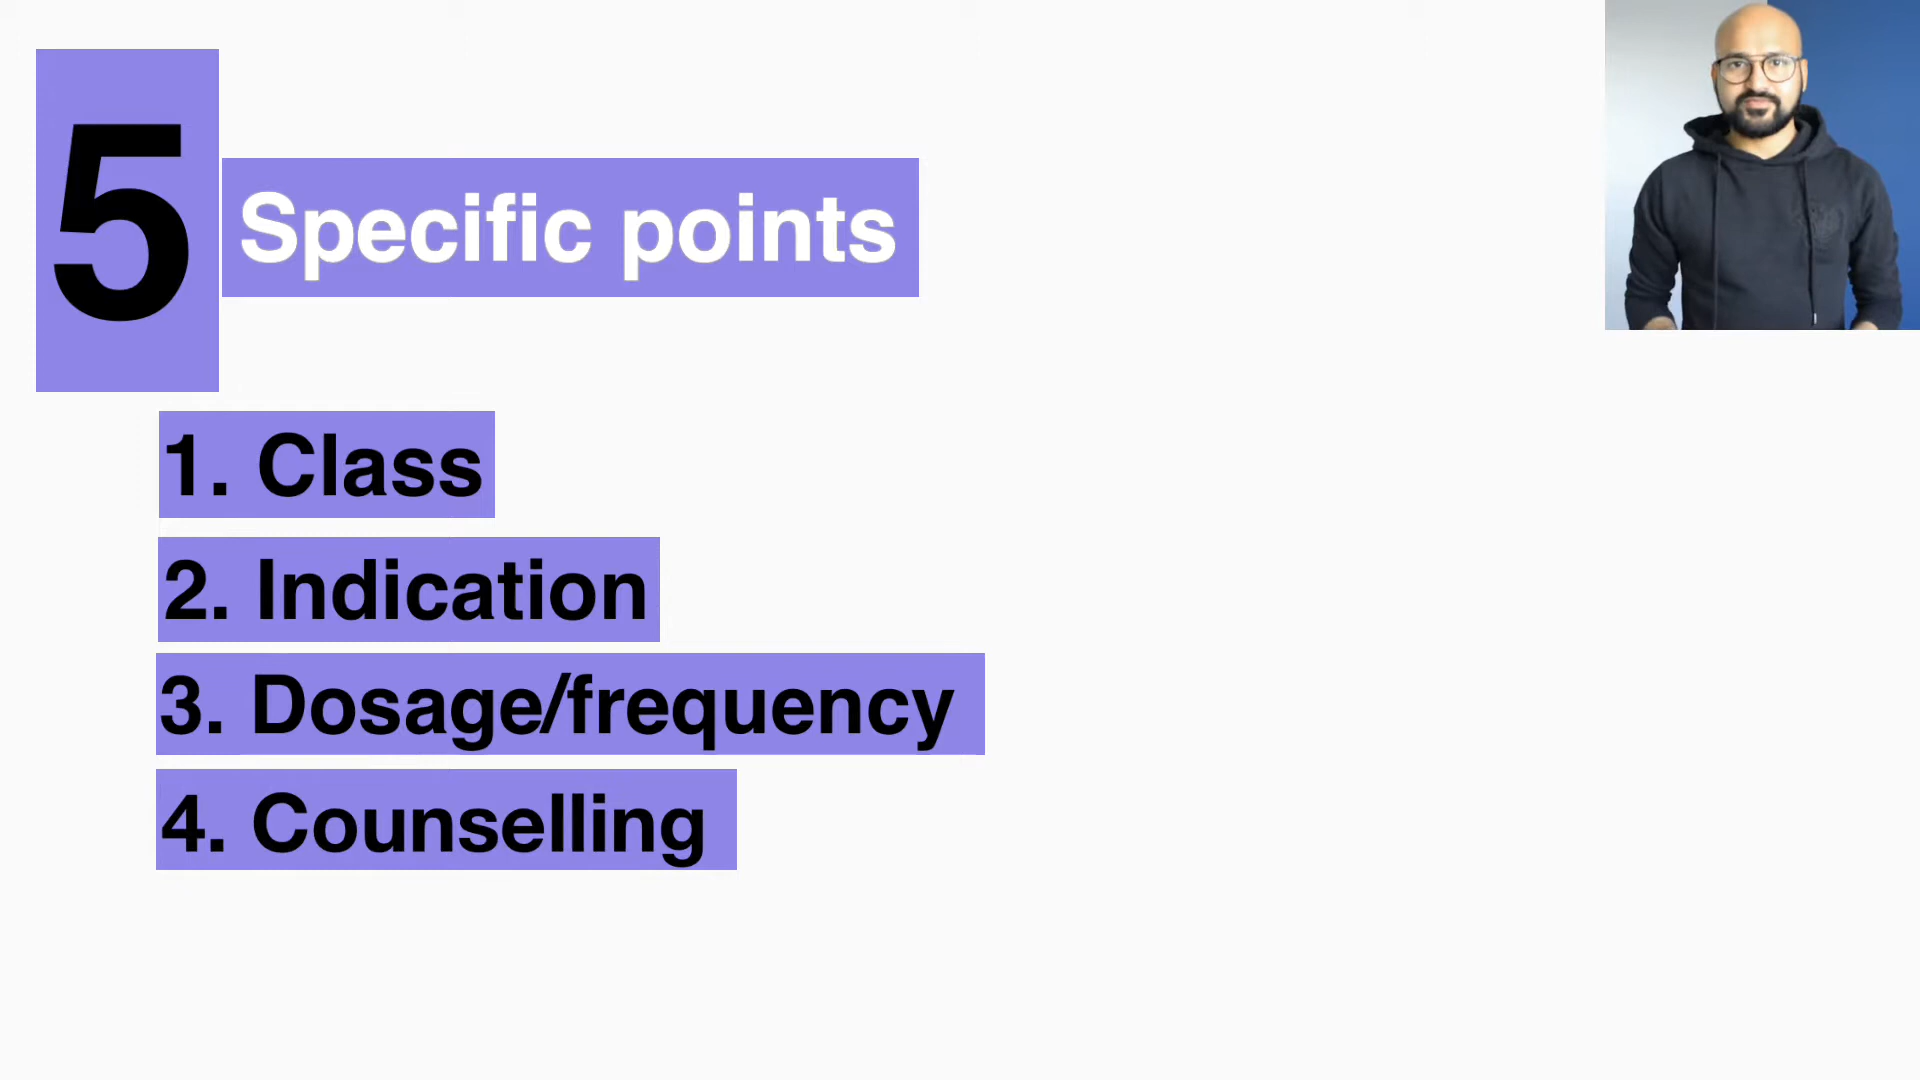 5
Specific points
1. Class
2. Indication
3. Dosage/frequency
4. Counselling